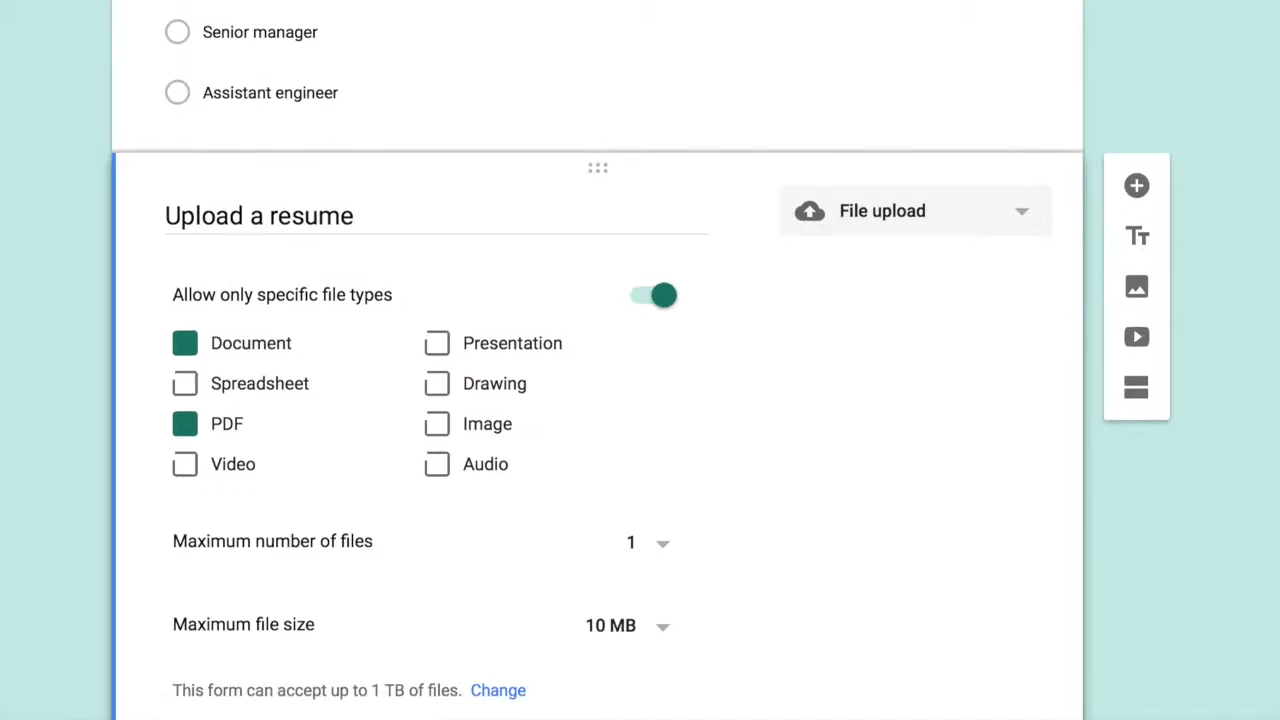 Senior manager
Assistant engineer
Upload a resume
File upload
Allow only specific file types
Document
Presentation
Spreadsheet
Drawing
PDF
Image
Video
Audio
Maximum number of files
1
Maximum file size
10 MB
This form can accept up to 1 TB of files. Change